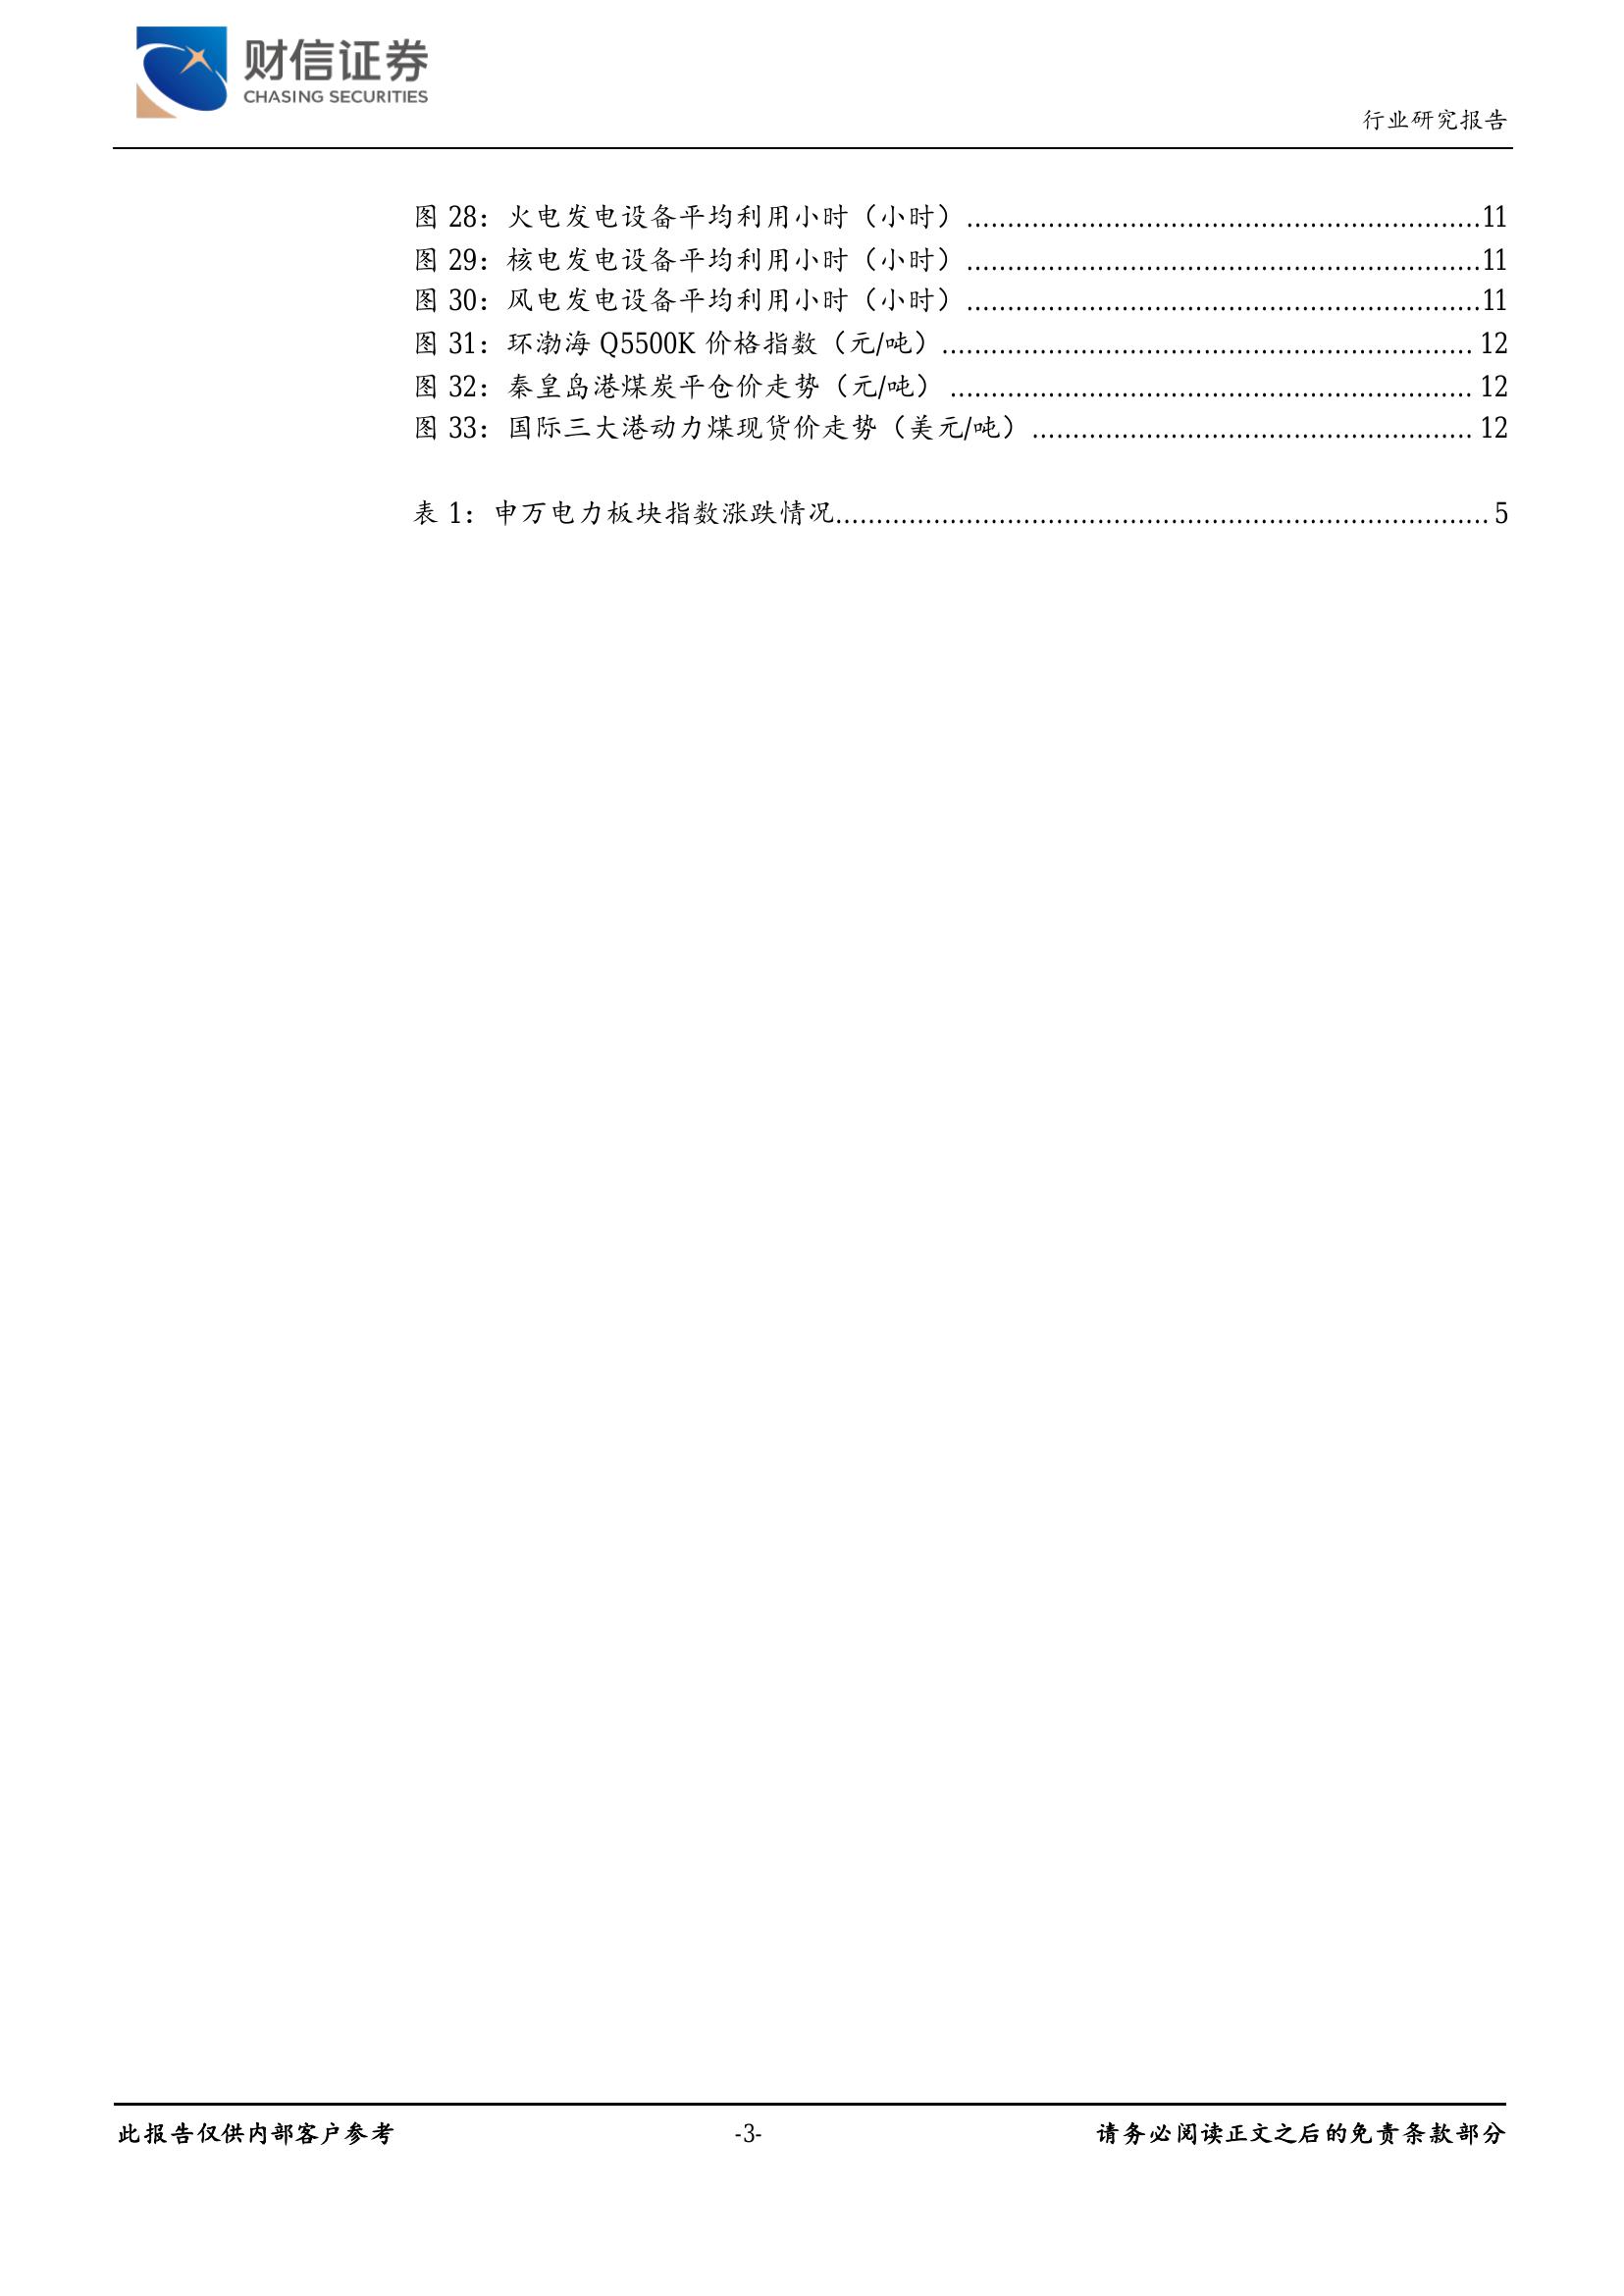 财信证券
CHASING SECURITIES
行业研究报告
图 28：火电发电设备平均利用小时（小时）................................................................11
图 29：核电发电设备平均利用小时（小时）................................................................11
图 30：风电发电设备平均利用小时（小时）................................................................11
图 31：环渤海 Q5500K 价格指数（元/吨）.................................................................. 12
图 32：秦皇岛港煤炭平仓价走势（元/吨）................................................................. 12
图 33：国际三大港动力煤现货价走势（美元/吨）....................................................... 12
表 1：申万电力板块指数涨跌情况................................................................................. 5
此报告仅供内部客户参考
-3-
请务必阅读正文之后的免责条款部分